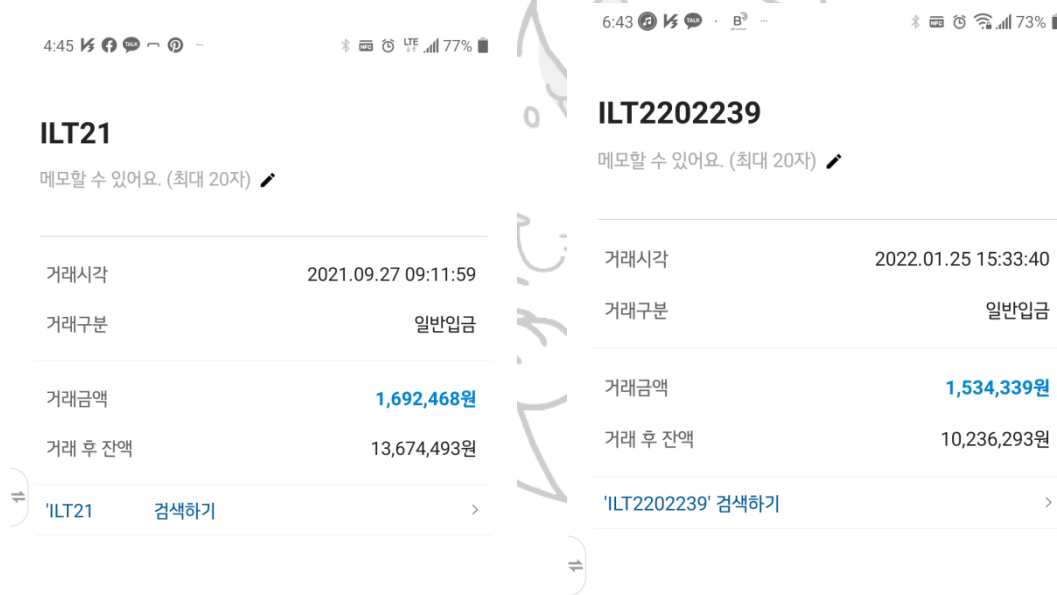 4:45 TALK LTE 77%
ILT21
메모할 수 있어요. (최대 20자)
거래시각 2021.09.27 09:11:59
거래구분 일반입금
거래금액 1,692,468원
거래 후 잔액 13,674,493원
'ILT21 검색하기
6:43 TALK B 73%
ILT2202239
메모할 수 있어요. (최대 20자)
거래시각 2022.01.25 15:33:40
거래구분 일반입금
거래금액 1,534,339원
거래 후 잔액 10,236,293원
'ILT2202239' 검색하기